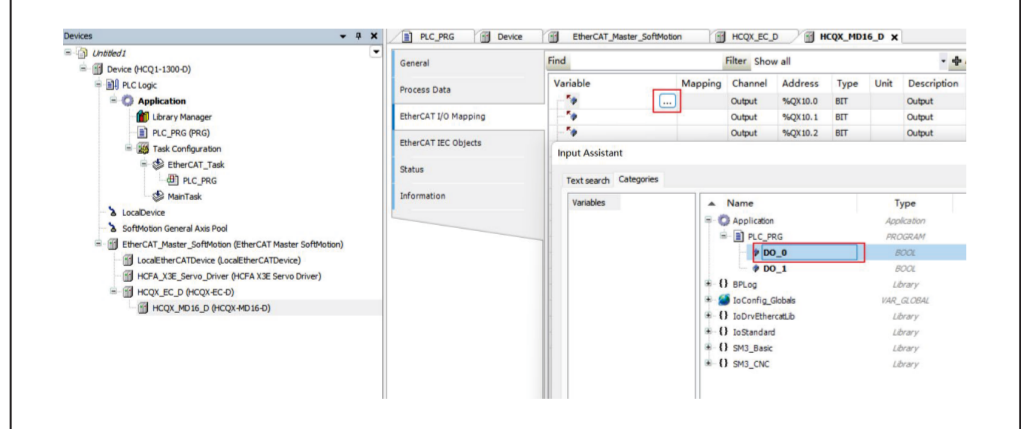 Devices
Untitled1
Device (HCQ1-1300-D)
PLC Logic
Application
Library Manager
PLC_PRG (PRG)
Task Configuration
EtherCAT_Task
PLC_PRG
MainTask
LocalDevice
SoftMotion General Axis Pool
EtherCAT_Master_SoftMotion (EtherCAT Master SoftMotion)
LocalEtherCATDevice (LocalEtherCATDevice)
HCFA_X3E_Servo_Driver (HCFA X3E Servo Driver)
HCQX_EC_D (HCQX-EC-D)
HCQX_MD16_D (HCQX-MD16-D)
PLC_PRG Device EtherCAT_Master_SoftMotion HCQX_EC_D HCQX_MD16_D
General
Process Data
EtherCAT I/O Mapping
EtherCAT IEC Objects
Status
Information
Find Filter Show all
Variable Mapping Channel Address Type Unit Description
... Output %QX10.0 BIT Output
Output %QX10.1 BIT Output
Output %QX10.2 BIT Output
Input Assistant
Text search Categories
Variables
Name Type
Application Application
PLC_PRG PROGRAM
DO_0 BOOL
DO_1 BOOL
BPLog Library
IoConfig_Globals VAR_GLOBAL
IoDrvEthercatLib Library
IoStandard Library
SM3_Basic Library
SM3_CNC Library